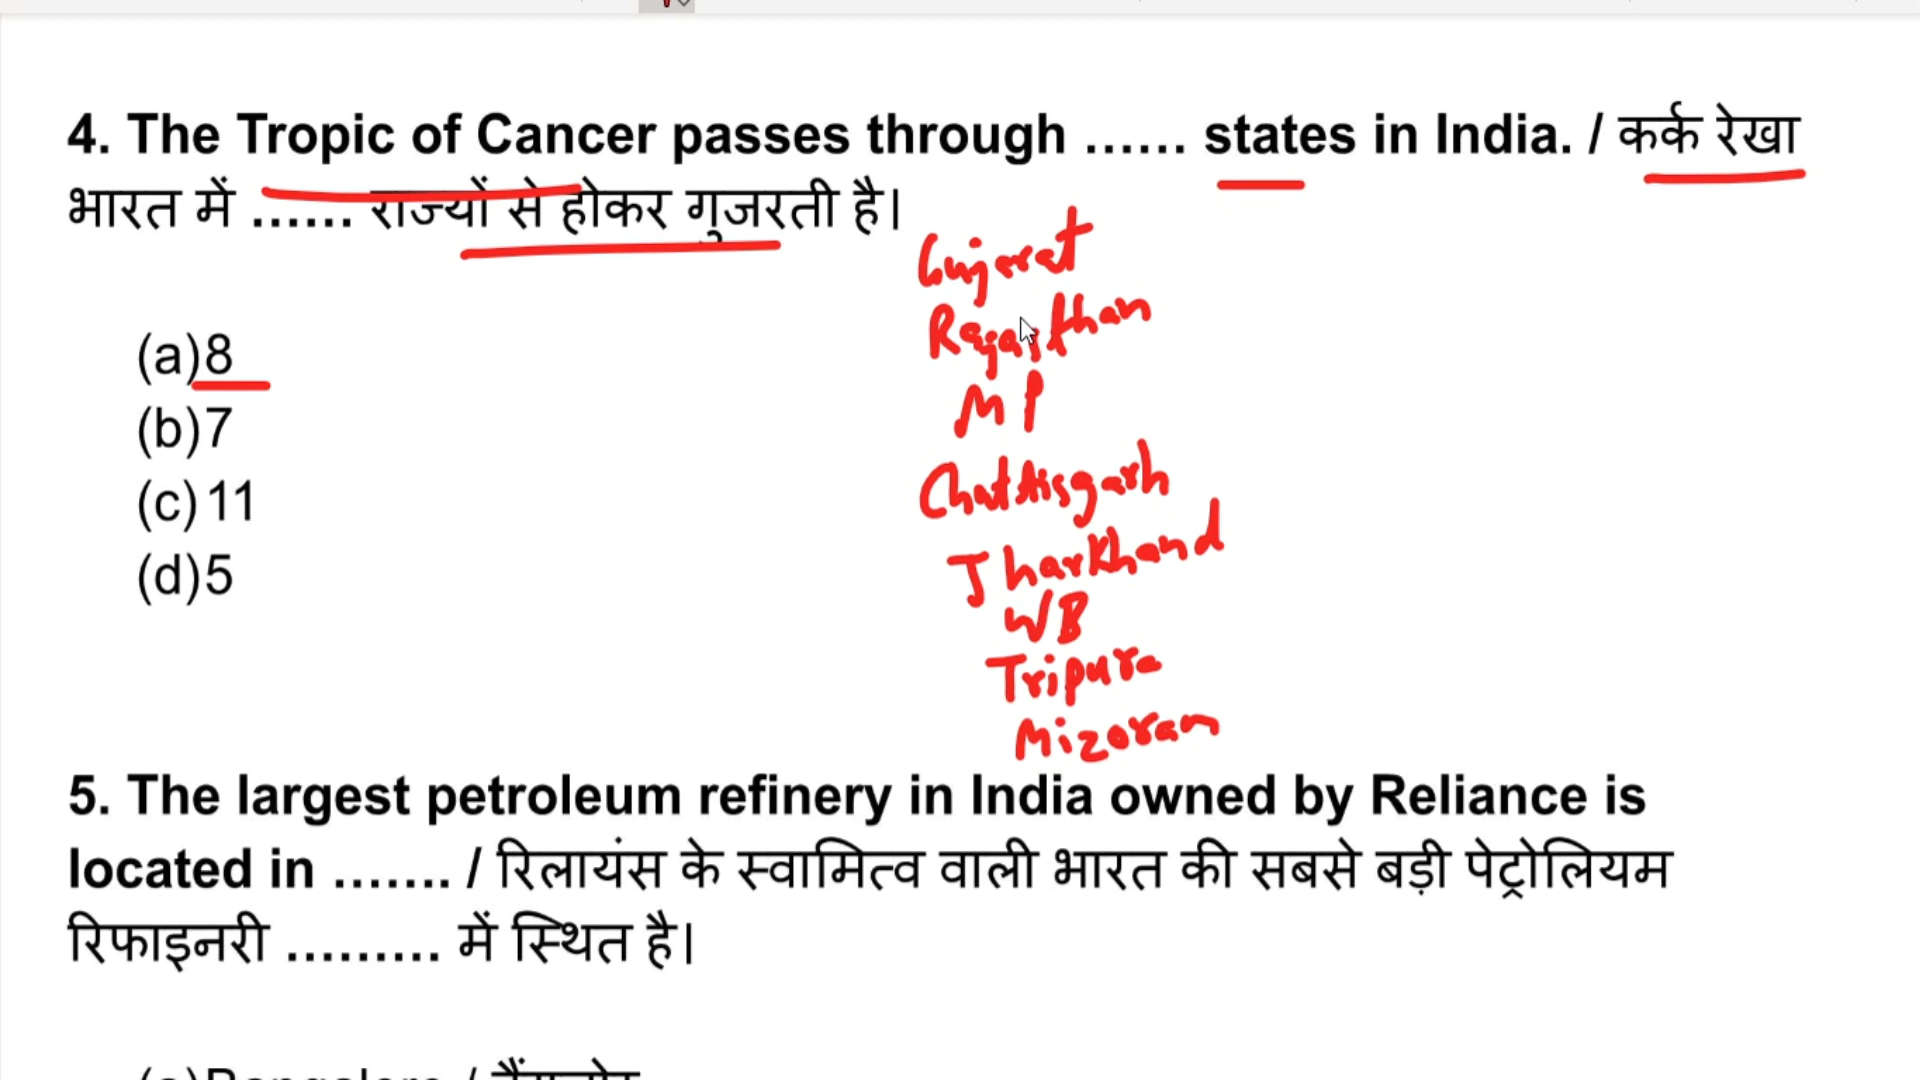 4. The Tropic of Cancer passes through ...... states in India. / कर्क रेखा
भारत में ...... राज्यों से होकर गुजरती है।
(a)8
(b)7
(c)11
(d)5
Gujarat
Rajasthan
MP
Chattisgarh
Jharkhand
WB
Tripura
Mizoram
5. The largest petroleum refinery in India owned by Reliance is
located in ....... / रिलायंस के स्वामित्व वाली भारत की सबसे बड़ी पेट्रोलियम
रिफाइनरी ......... में स्थित है।